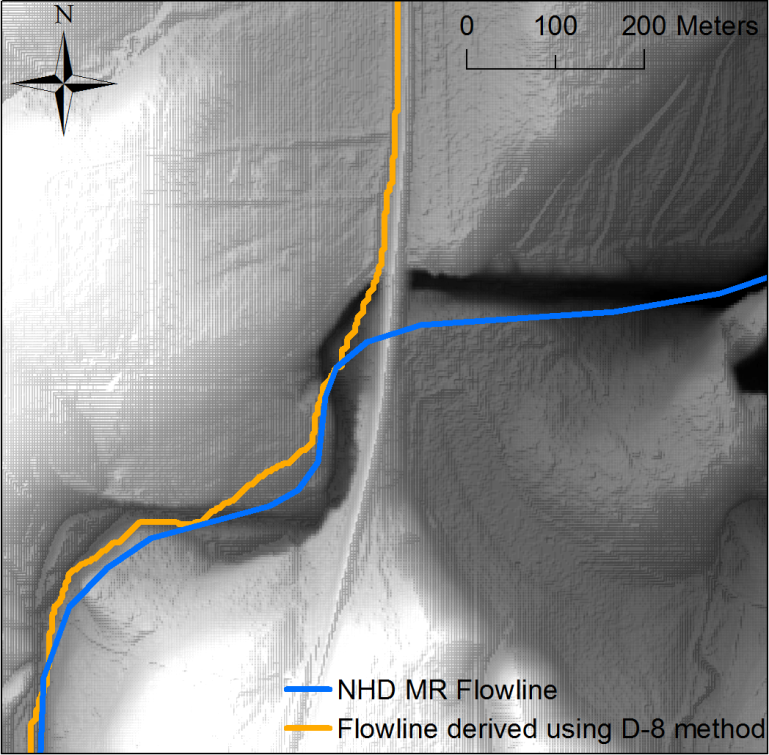 N
0 100 200 Meters
NHD MR Flowline
Flowline derived using D-8 method